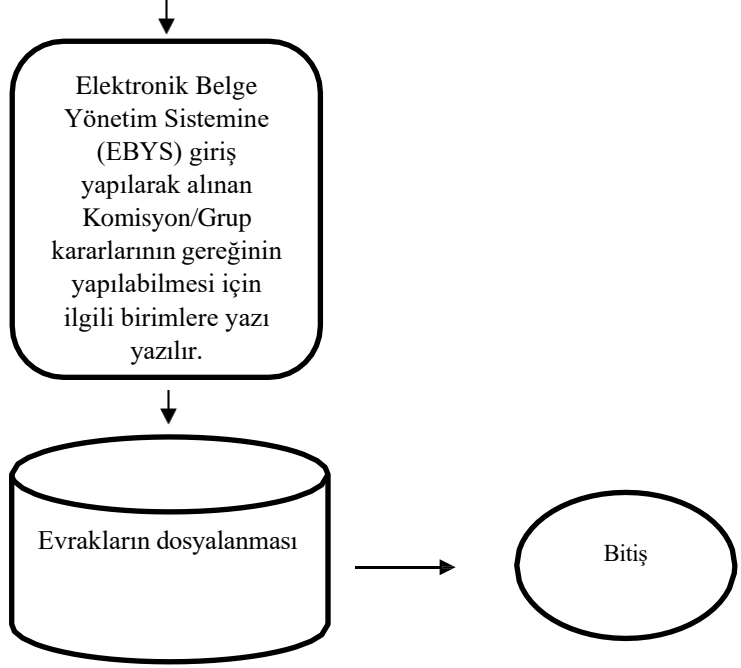 Elektronik Belge
Yönetim Sistemine
(EBYS) giriş
yapılarak alınan
Komisyon/Grup
kararlarının gereğinin
yapılabilmesi için
ilgili birimlere yazı
yazılır.
Evrakların dosyalanması
Bitiş